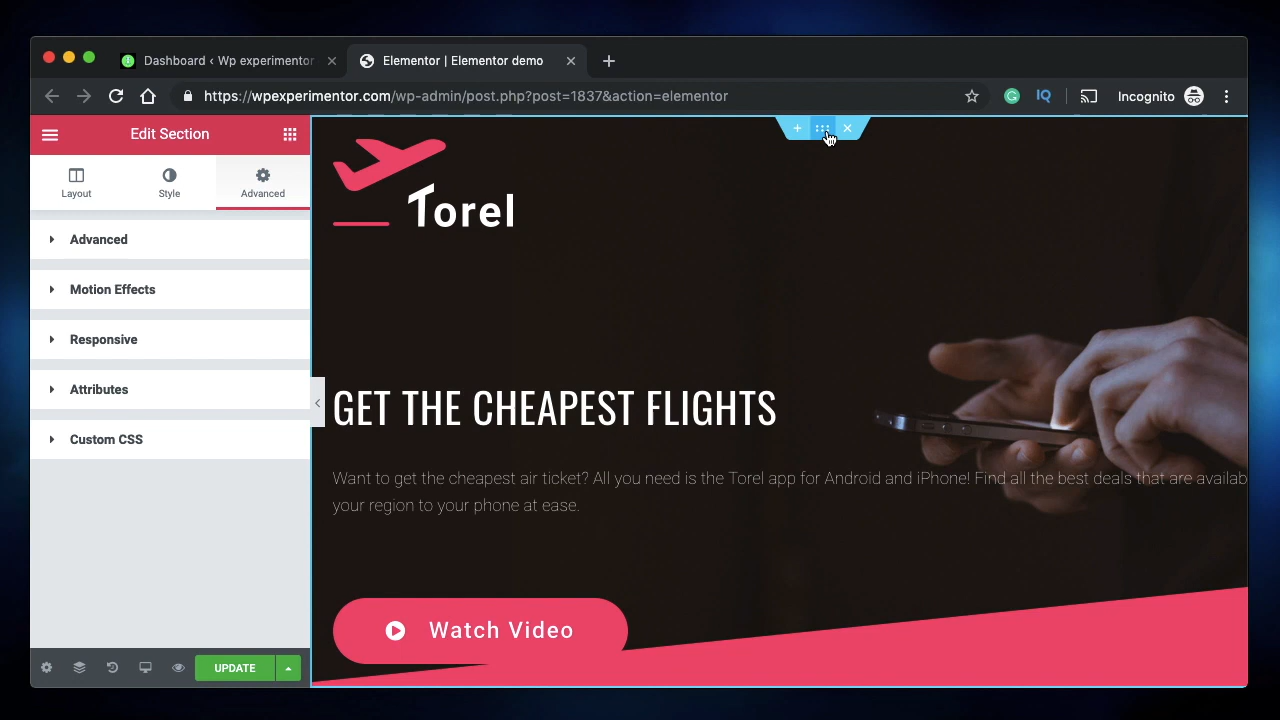 Dashboard ‹ Wp experimentor
Elementor | Elementor demo
https://wpexperimentor.com/wp-admin/post.php?post=1837&action=elementor
IQ
Incognito
Edit Section
Layout
Style
Advanced
Advanced
Motion Effects
Responsive
Attributes
Custom CSS
UPDATE
Torel
GET THE CHEAPEST FLIGHTS
Want to get the cheapest air ticket? All you need is the Torel app for Android and iPhone! Find all the best deals that are availab
your region to your phone at ease.
Watch Video